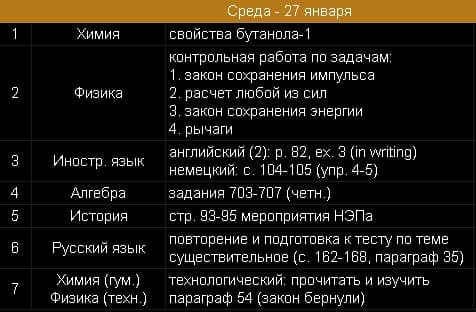 Среда - 27 января
1 Химия свойства бутанола-1
2 Физика контрольная работа по задачам:
1. закон сохранения импульса
2. расчет любой из сил
3. закон сохранения энергии
4. рычаги
3 Иностр. язык английский (2): p. 82, ex. 3 (in writing)
немецкий: с. 104-105 (упр. 4-5)
4 Алгебра задания 703-707 (четн.)
5 История стр. 93-95 мероприятия НЭПа
6 Русский язык повторение и подготовка к тесту по теме
существительное (с. 162-168, параграф 35)
7 Химия (гум.) технологический: прочитать и изучить
Физика (техн.) параграф 54 (закон бернули)